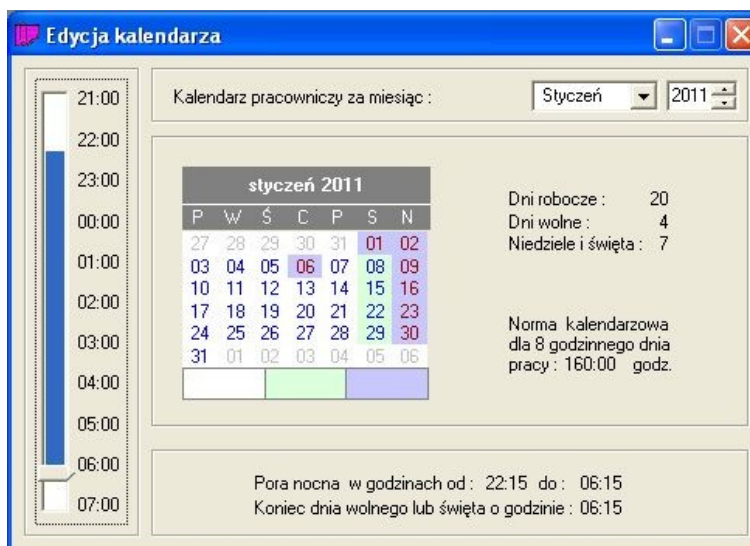 Edycja kalendarza
21:00
22:00
23:00
00:00
01:00
02:00
03:00
04:00
05:00
06:00
07:00
Kalendarz pracowniczy za miesiąc :
Styczeń
2011
styczeń 2011
P W Ś C P S N
27 28 29 30 31 01 02
03 04 05 06 07 08 09
10 11 12 13 14 15 16
17 18 19 20 21 22 23
24 25 26 27 28 29 30
31 01 02 03 04 05 06
Dni robocze : 20
Dni wolne : 4
Niedziele i święta : 7
Norma kalendarzowa
dla 8 godzinnego dnia
pracy : 160:00 godz.
Pora nocna w godzinach od : 22:15 do : 06:15
Koniec dnia wolnego lub święta o godzinie : 06:15